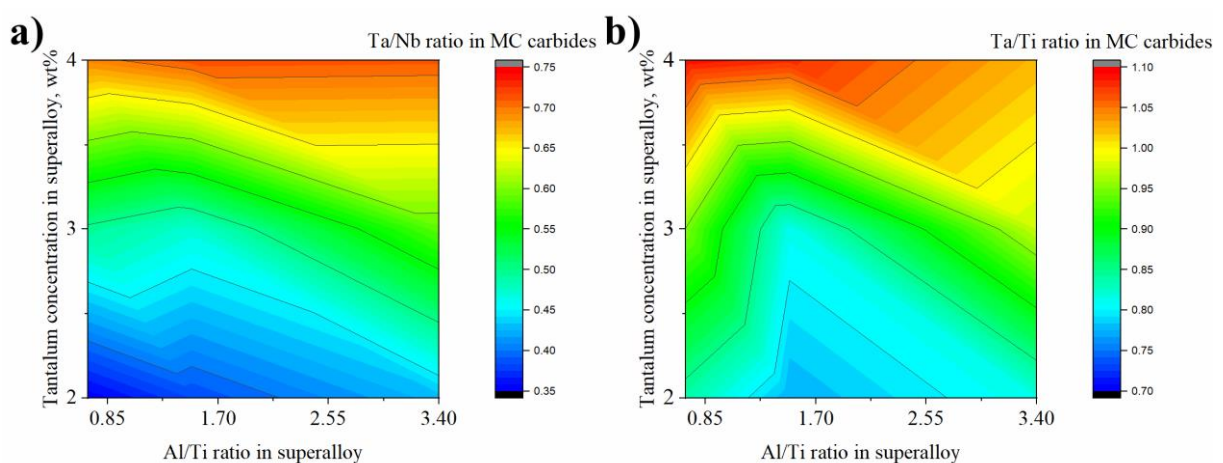 a)
Ta/Nb ratio in MC carbides
Tantalum concentration in superalloy, wt%
4
3
2
0.85 1.70 2.55 3.40
Al/Ti ratio in superalloy
0.75
0.70
0.65
0.60
0.55
0.50
0.45
0.40
0.35
b)
Ta/Ti ratio in MC carbides
Tantalum concentration in superalloy, wt%
4
3
2
0.85 1.70 2.55 3.40
Al/Ti ratio in superalloy
1.10
1.05
1.00
0.95
0.90
0.85
0.80
0.75
0.70